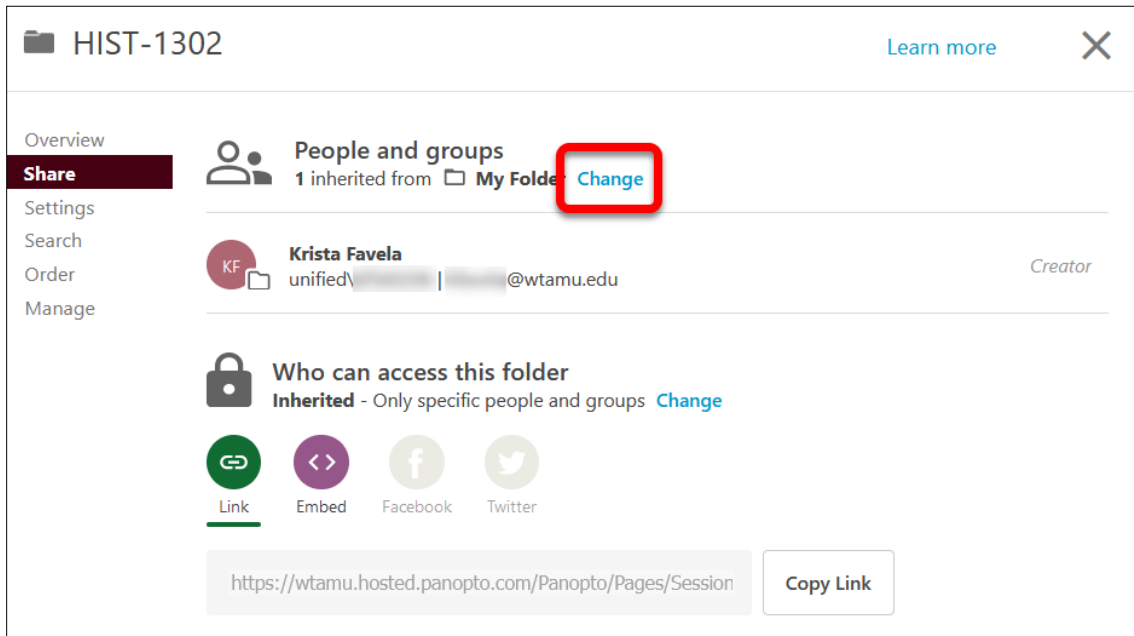 HIST-1302
Learn more
Overview
Share
Settings
Search
Order
Manage
People and groups
1 inherited from My Folder Change
KF
Krista Favela
unified\ | @wtamu.edu
Creator
Who can access this folder
Inherited - Only specific people and groups Change
Link
Embed
Facebook
Twitter
https://wtamu.hosted.panopto.com/Panopto/Pages/Session
Copy Link